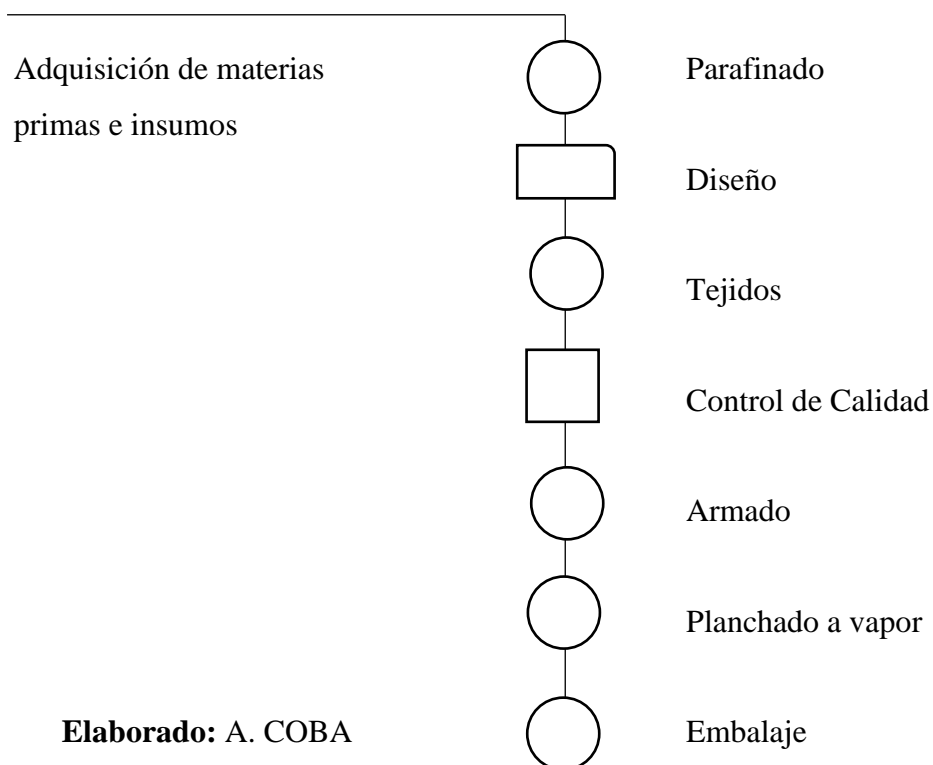 Adquisición de materias
primas e insumos
Parafinado
Diseño
Tejidos
Control de Calidad
Armado
Planchado a vapor
Embalaje
Elaborado: A. COBA